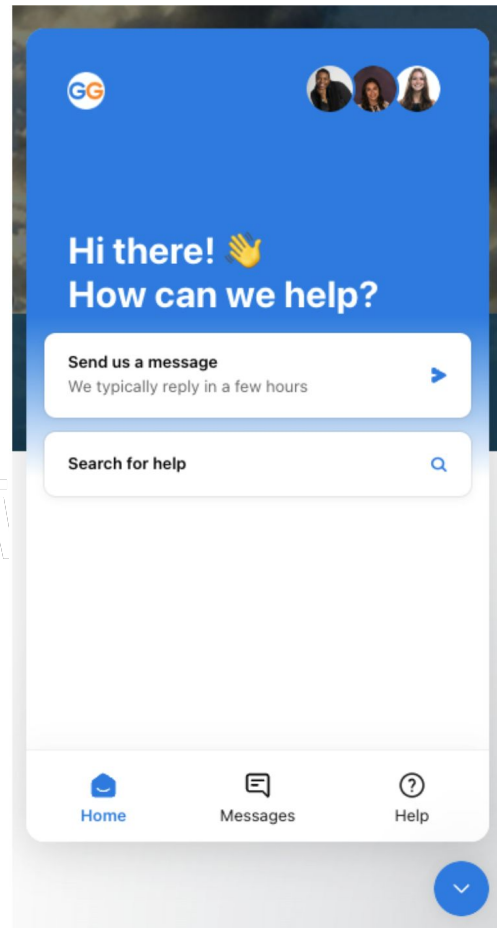 GG
Hi there! 👋
How can we help?
Send us a message
We typically reply in a few hours
Search for help
Home
Messages
Help